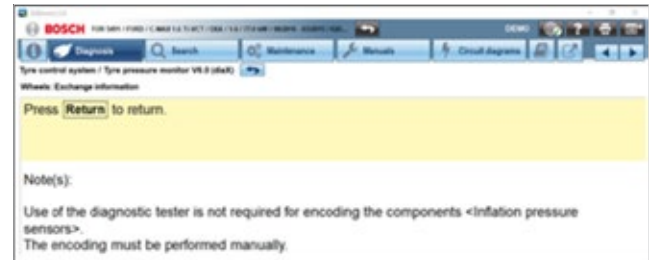 BOSCH
DEMO
Diagnosis
Search
Maintenance
Manuals
Circuit diagrams
Tyre control system / Tyre pressure monitor V6.0 (diaX)
Wheels: Exchange information
Press Return to return.
Note(s):
Use of the diagnostic tester is not required for encoding the components <Inflation pressure
sensors>.
The encoding must be performed manually.